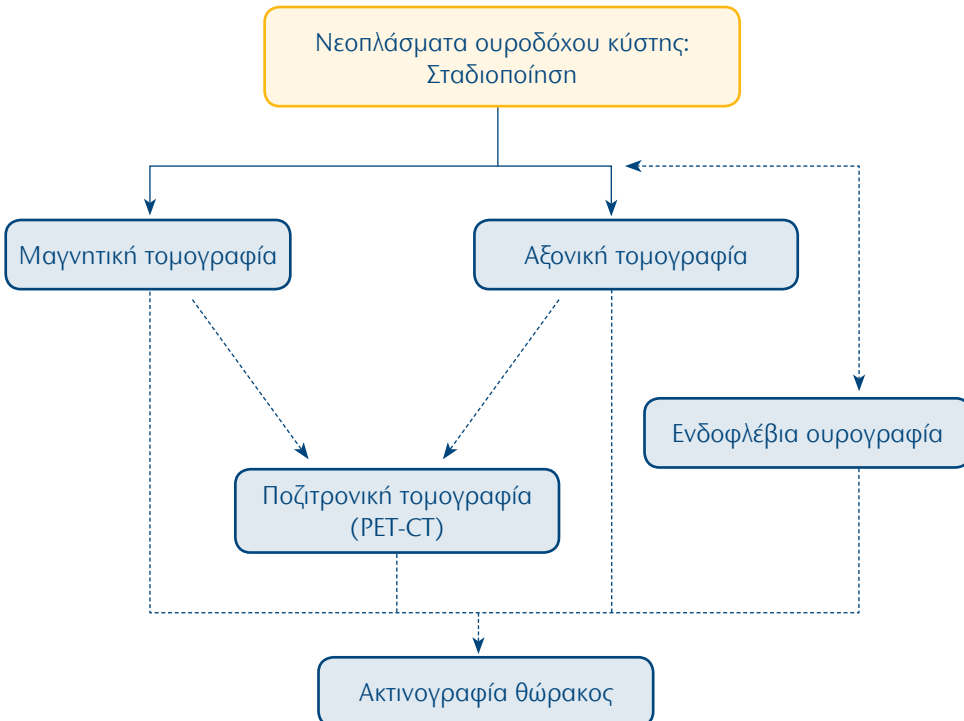 Νεοπλάσματα ουροδόχου κύστης:
Σταδιοποίηση
Μαγνητική τομογραφία
Αξονική τομογραφία
Ενδοφλέβια ουρογραφία
Ποζιτρονική τομογραφία
(PET-CT)
Ακτινογραφία θώρακος